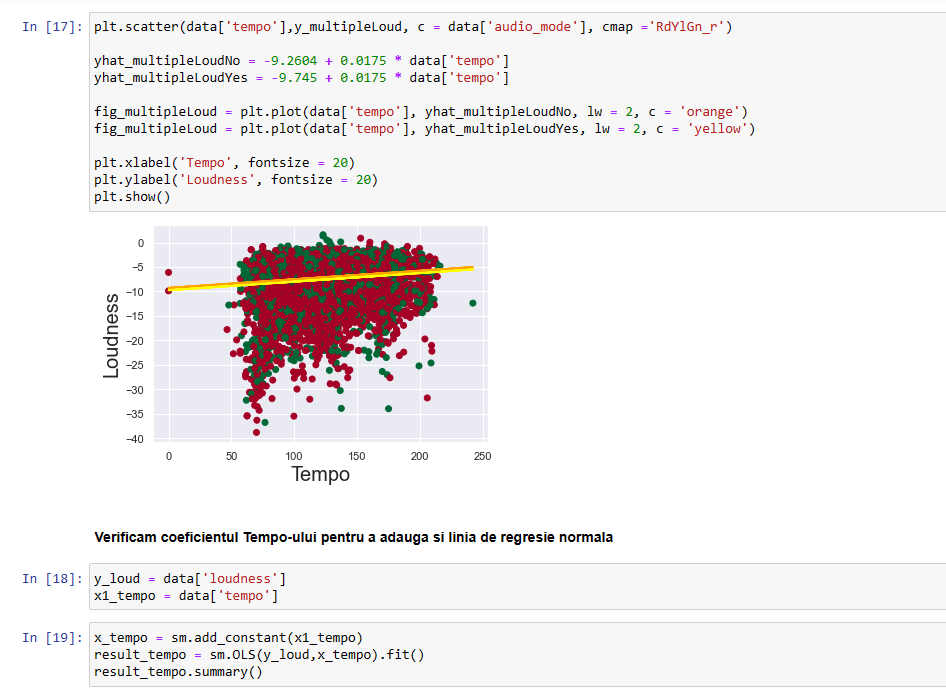 In [17]: plt.scatter(data['tempo'],y_multipleLoud, c = data['audio_mode'], cmap ='RdYlGn_r')
yhat_multipleLoudNo = -9.2604 + 0.0175 * data['tempo']
yhat_multipleLoudYes = -9.745 + 0.0175 * data['tempo']
fig_multipleLoud = plt.plot(data['tempo'], yhat_multipleLoudNo, lw = 2, c = 'orange')
fig_multipleLoud = plt.plot(data['tempo'], yhat_multipleLoudYes, lw = 2, c = 'yellow')
plt.xlabel('Tempo', fontsize = 20)
plt.ylabel('Loudness', fontsize = 20)
plt.show()
0
−5
−10
−15
−20
−25
−30
−35
−40
Loudness
0 50 100 150 200 250
Tempo
Verificam coeficientul Tempo-ului pentru a adauga si linia de regresie normala
In [18]: y_loud = data['loudness']
x1_tempo = data['tempo']
In [19]: x_tempo = sm.add_constant(x1_tempo)
result_tempo = sm.OLS(y_loud,x_tempo).fit()
result_tempo.summary()